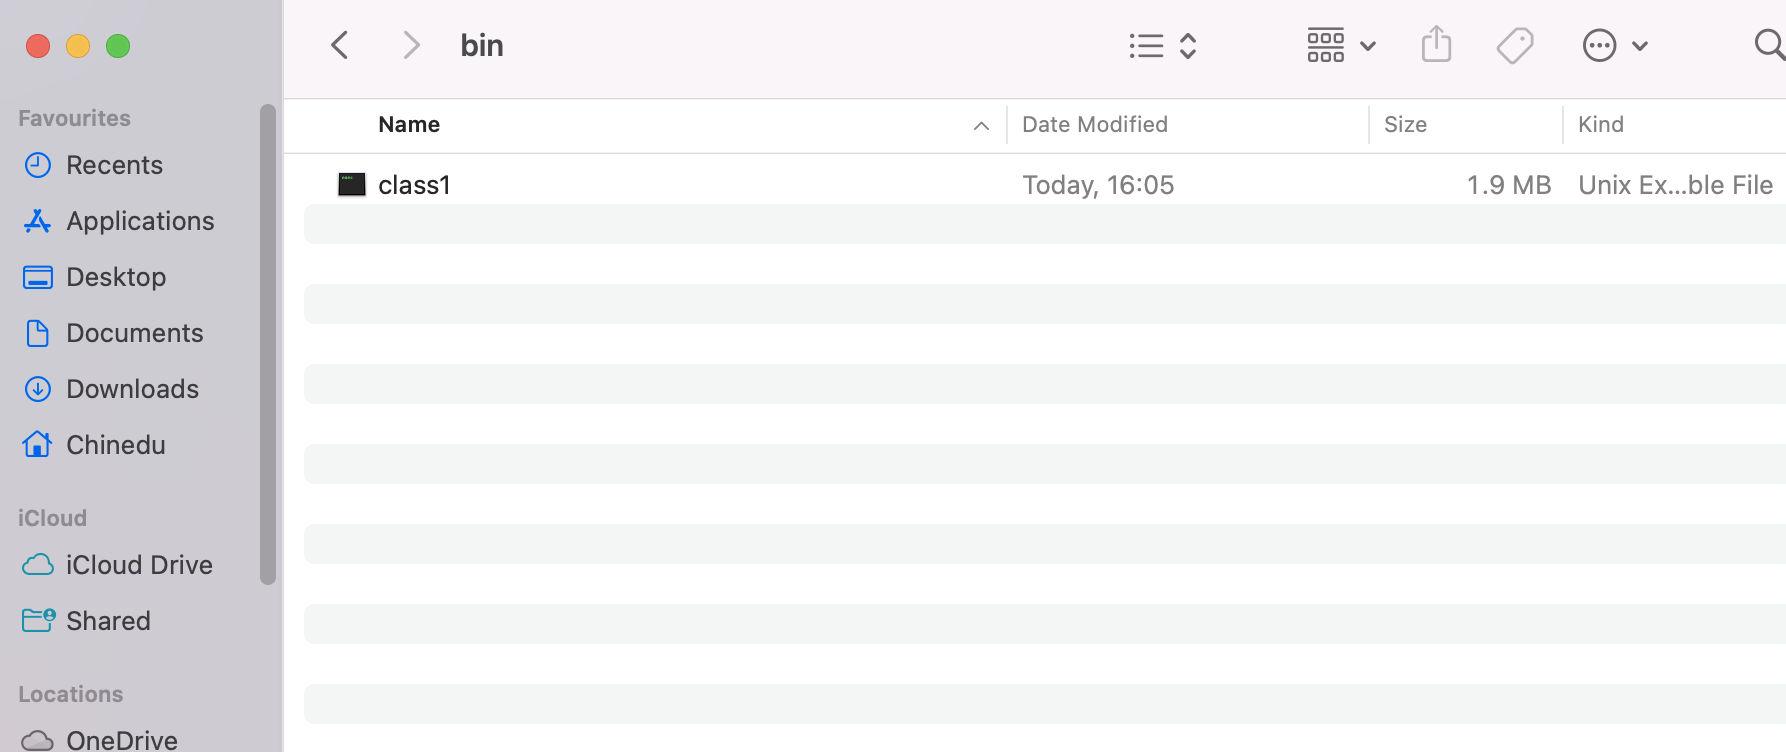 bin
Favourites
Recents
Applications
Desktop
Documents
Downloads
Chinedu
iCloud
iCloud Drive
Shared
Locations
OneDrive
Name Date Modified Size Kind
class1 Today, 16:05 1.9 MB Unix Ex...ble File